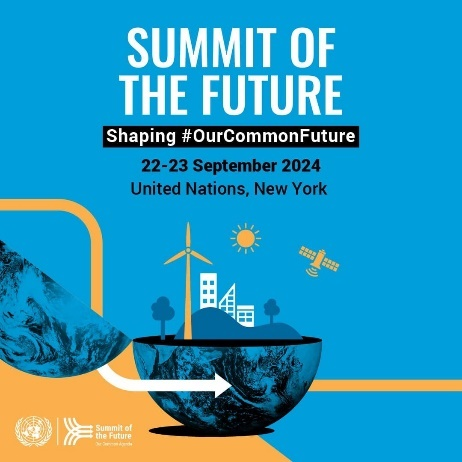 SUMMIT OF
THE FUTURE
Shaping #OurCommonFuture
22-23 September 2024
United Nations, New York
Summit of
the Future